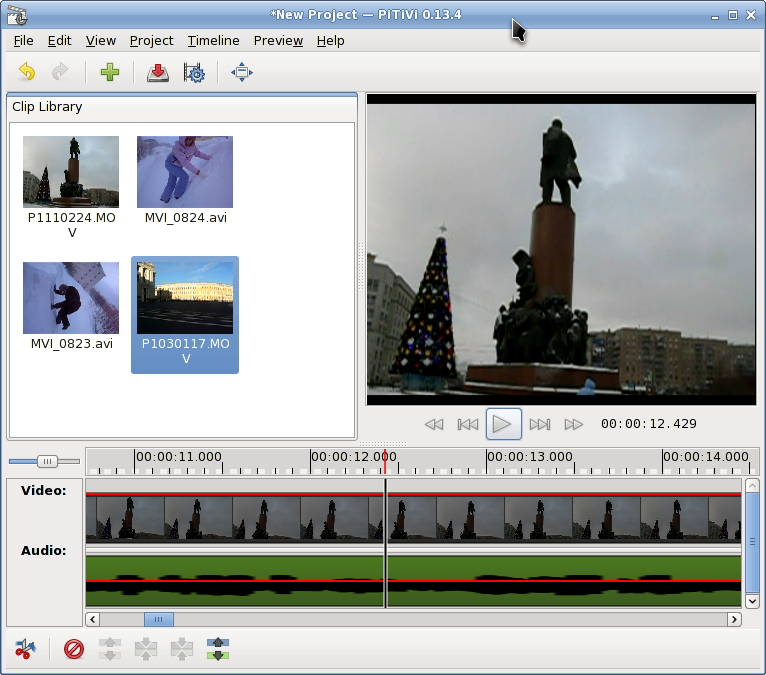 *New Project — PiTiVi 0.13.4
File Edit View Project Timeline Preview Help
Clip Library
P1110224.MO
V
MVI_0824.avi
MVI_0823.avi
P1030117.MO
V
00:00:12.429
00:00:11.000 00:00:12.000 00:00:13.000 00:00:14.000
Video:
Audio: